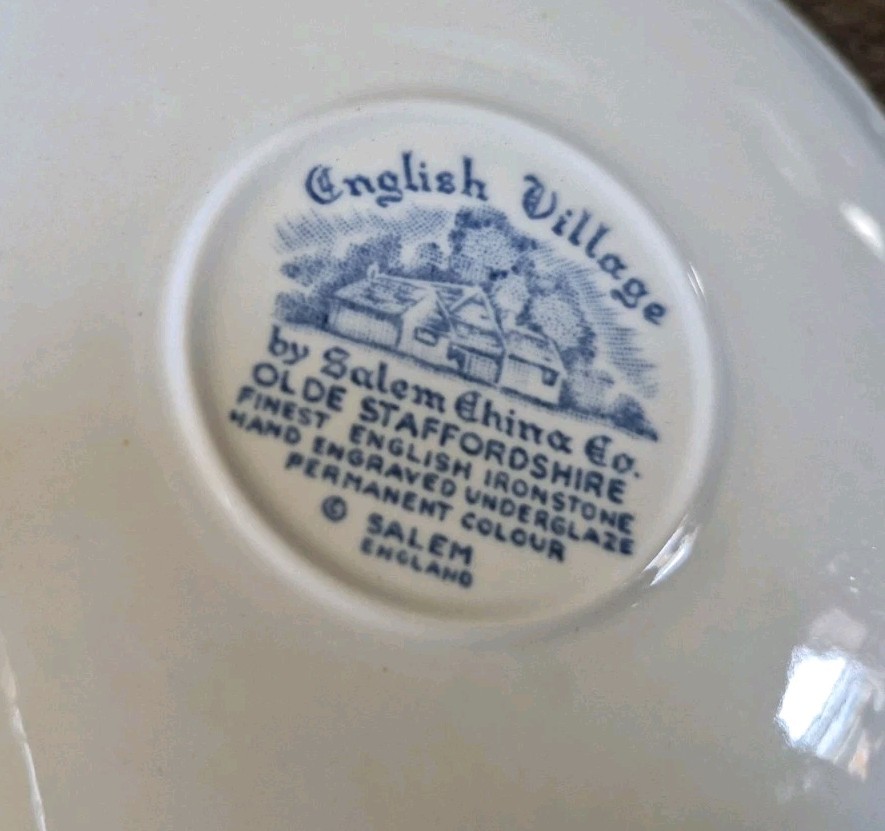 English Village
by Salem China Co.
OLDE STAFFORDSHIRE
FINEST ENGLISH IRONSTONE
HAND ENGRAVED UNDERGLAZE
PERMANENT COLOUR
© SALEM
ENGLAND